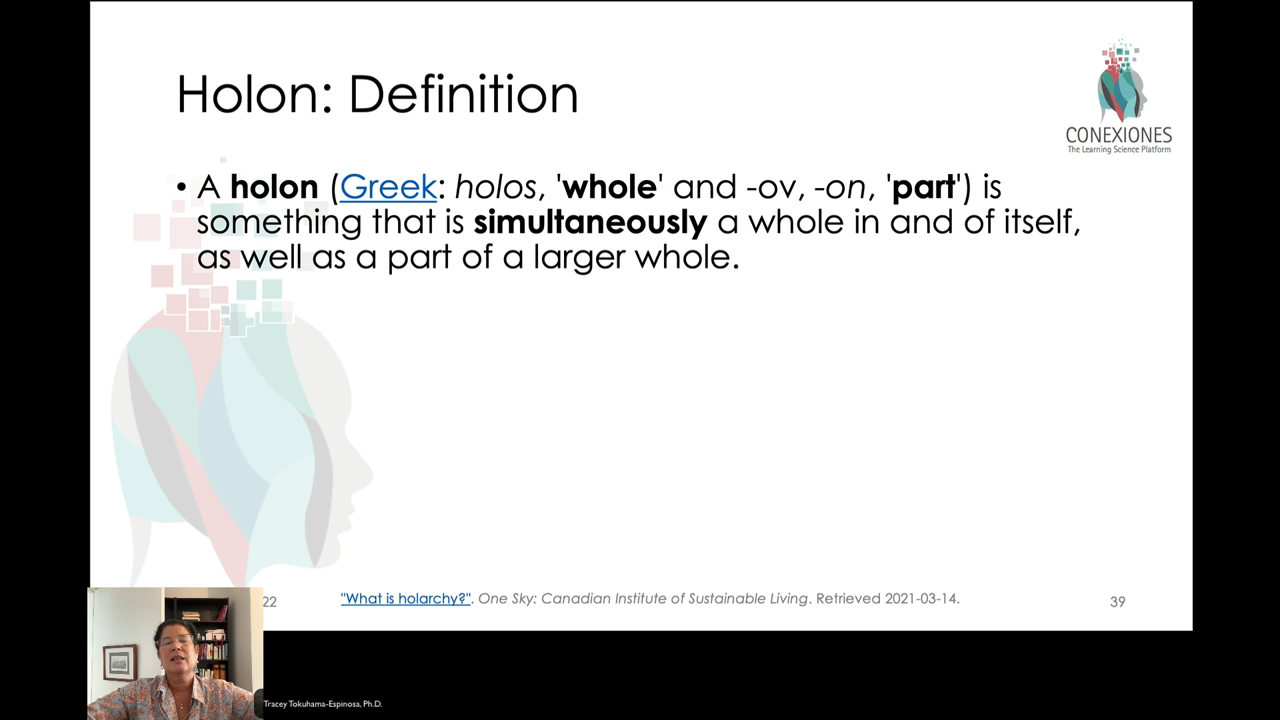 Holon: Definition
CONEXIONES
The Learning Science Platform
• A holon (Greek: holos, 'whole' and -ον, -on, 'part') is
something that is simultaneously a whole in and of itself,
as well as a part of a larger whole.
22
"What is holarchy?". One Sky: Canadian Institute of Sustainable Living. Retrieved 2021-03-14.
39
Tracey Tokuhama-Espinosa, Ph.D.